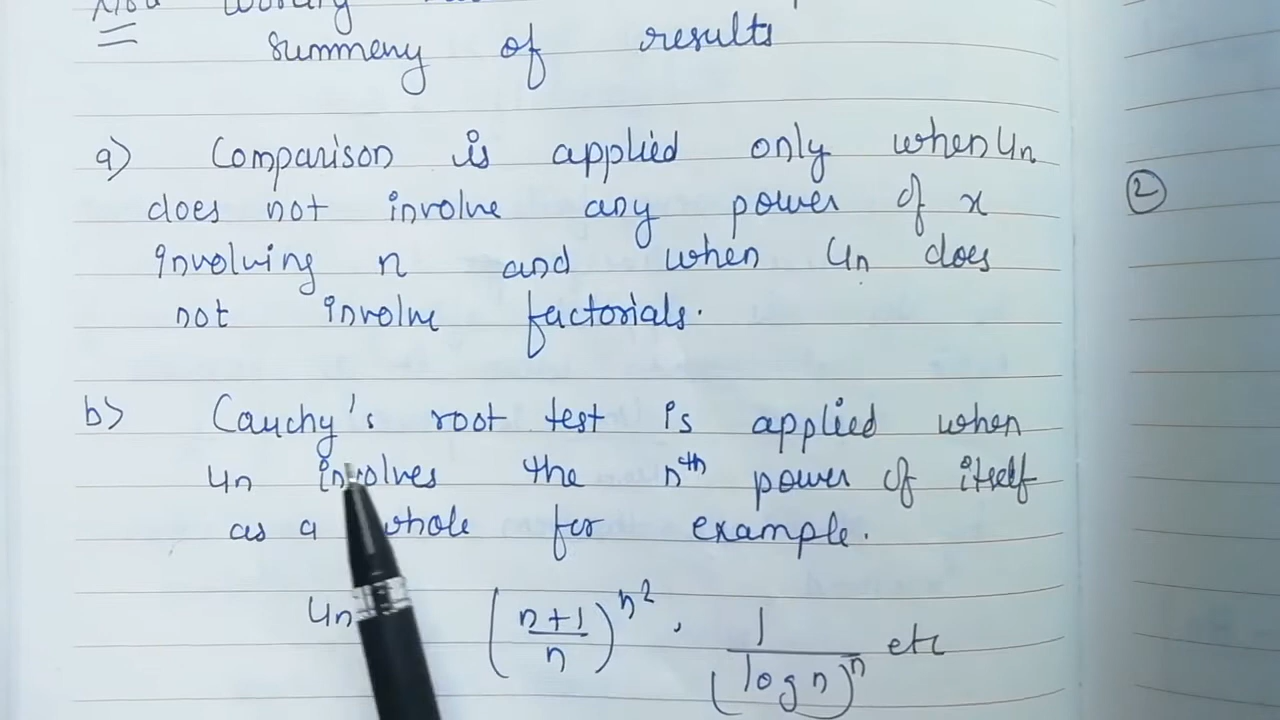 summeny of results
a) Comparison is applied only when Un
does not involve any power of x
involving n and when Un does
not involve factorials.
②
b) Cauchy's root test is applied when
Un involves the nth power of itself
as a whole for example.
Un (n+1/n)^n², 1/(log n)^n etc